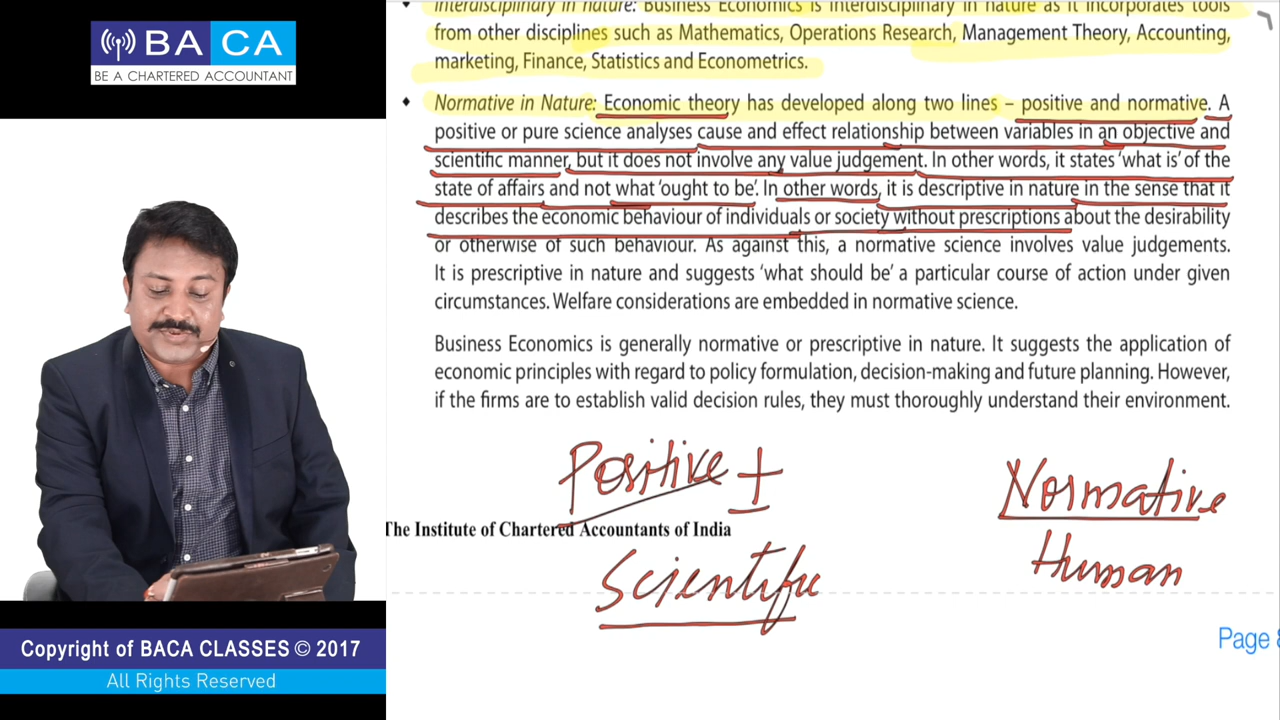 BA CA
BE A CHARTERED ACCOUNTANT
Interdisciplinary in nature: Business Economics is interdisciplinary in nature as it incorporates tools
from other disciplines such as Mathematics, Operations Research, Management Theory, Accounting,
marketing, Finance, Statistics and Econometrics.
♦ Normative in Nature: Economic theory has developed along two lines – positive and normative. A
positive or pure science analyses cause and effect relationship between variables in an objective and
scientific manner, but it does not involve any value judgement. In other words, it states ‘what is’ of the
state of affairs and not what ‘ought to be’. In other words, it is descriptive in nature in the sense that it
describes the economic behaviour of individuals or society without prescriptions about the desirability
or otherwise of such behaviour. As against this, a normative science involves value judgements.
It is prescriptive in nature and suggests ‘what should be’ a particular course of action under given
circumstances. Welfare considerations are embedded in normative science.
Business Economics is generally normative or prescriptive in nature. It suggests the application of
economic principles with regard to policy formulation, decision-making and future planning. However,
if the firms are to establish valid decision rules, they must thoroughly understand their environment.
Positive +
Normative
The Institute of Chartered Accountants of India
Scientific
Human
Page 8
Copyright of BACA CLASSES © 2017
All Rights Reserved